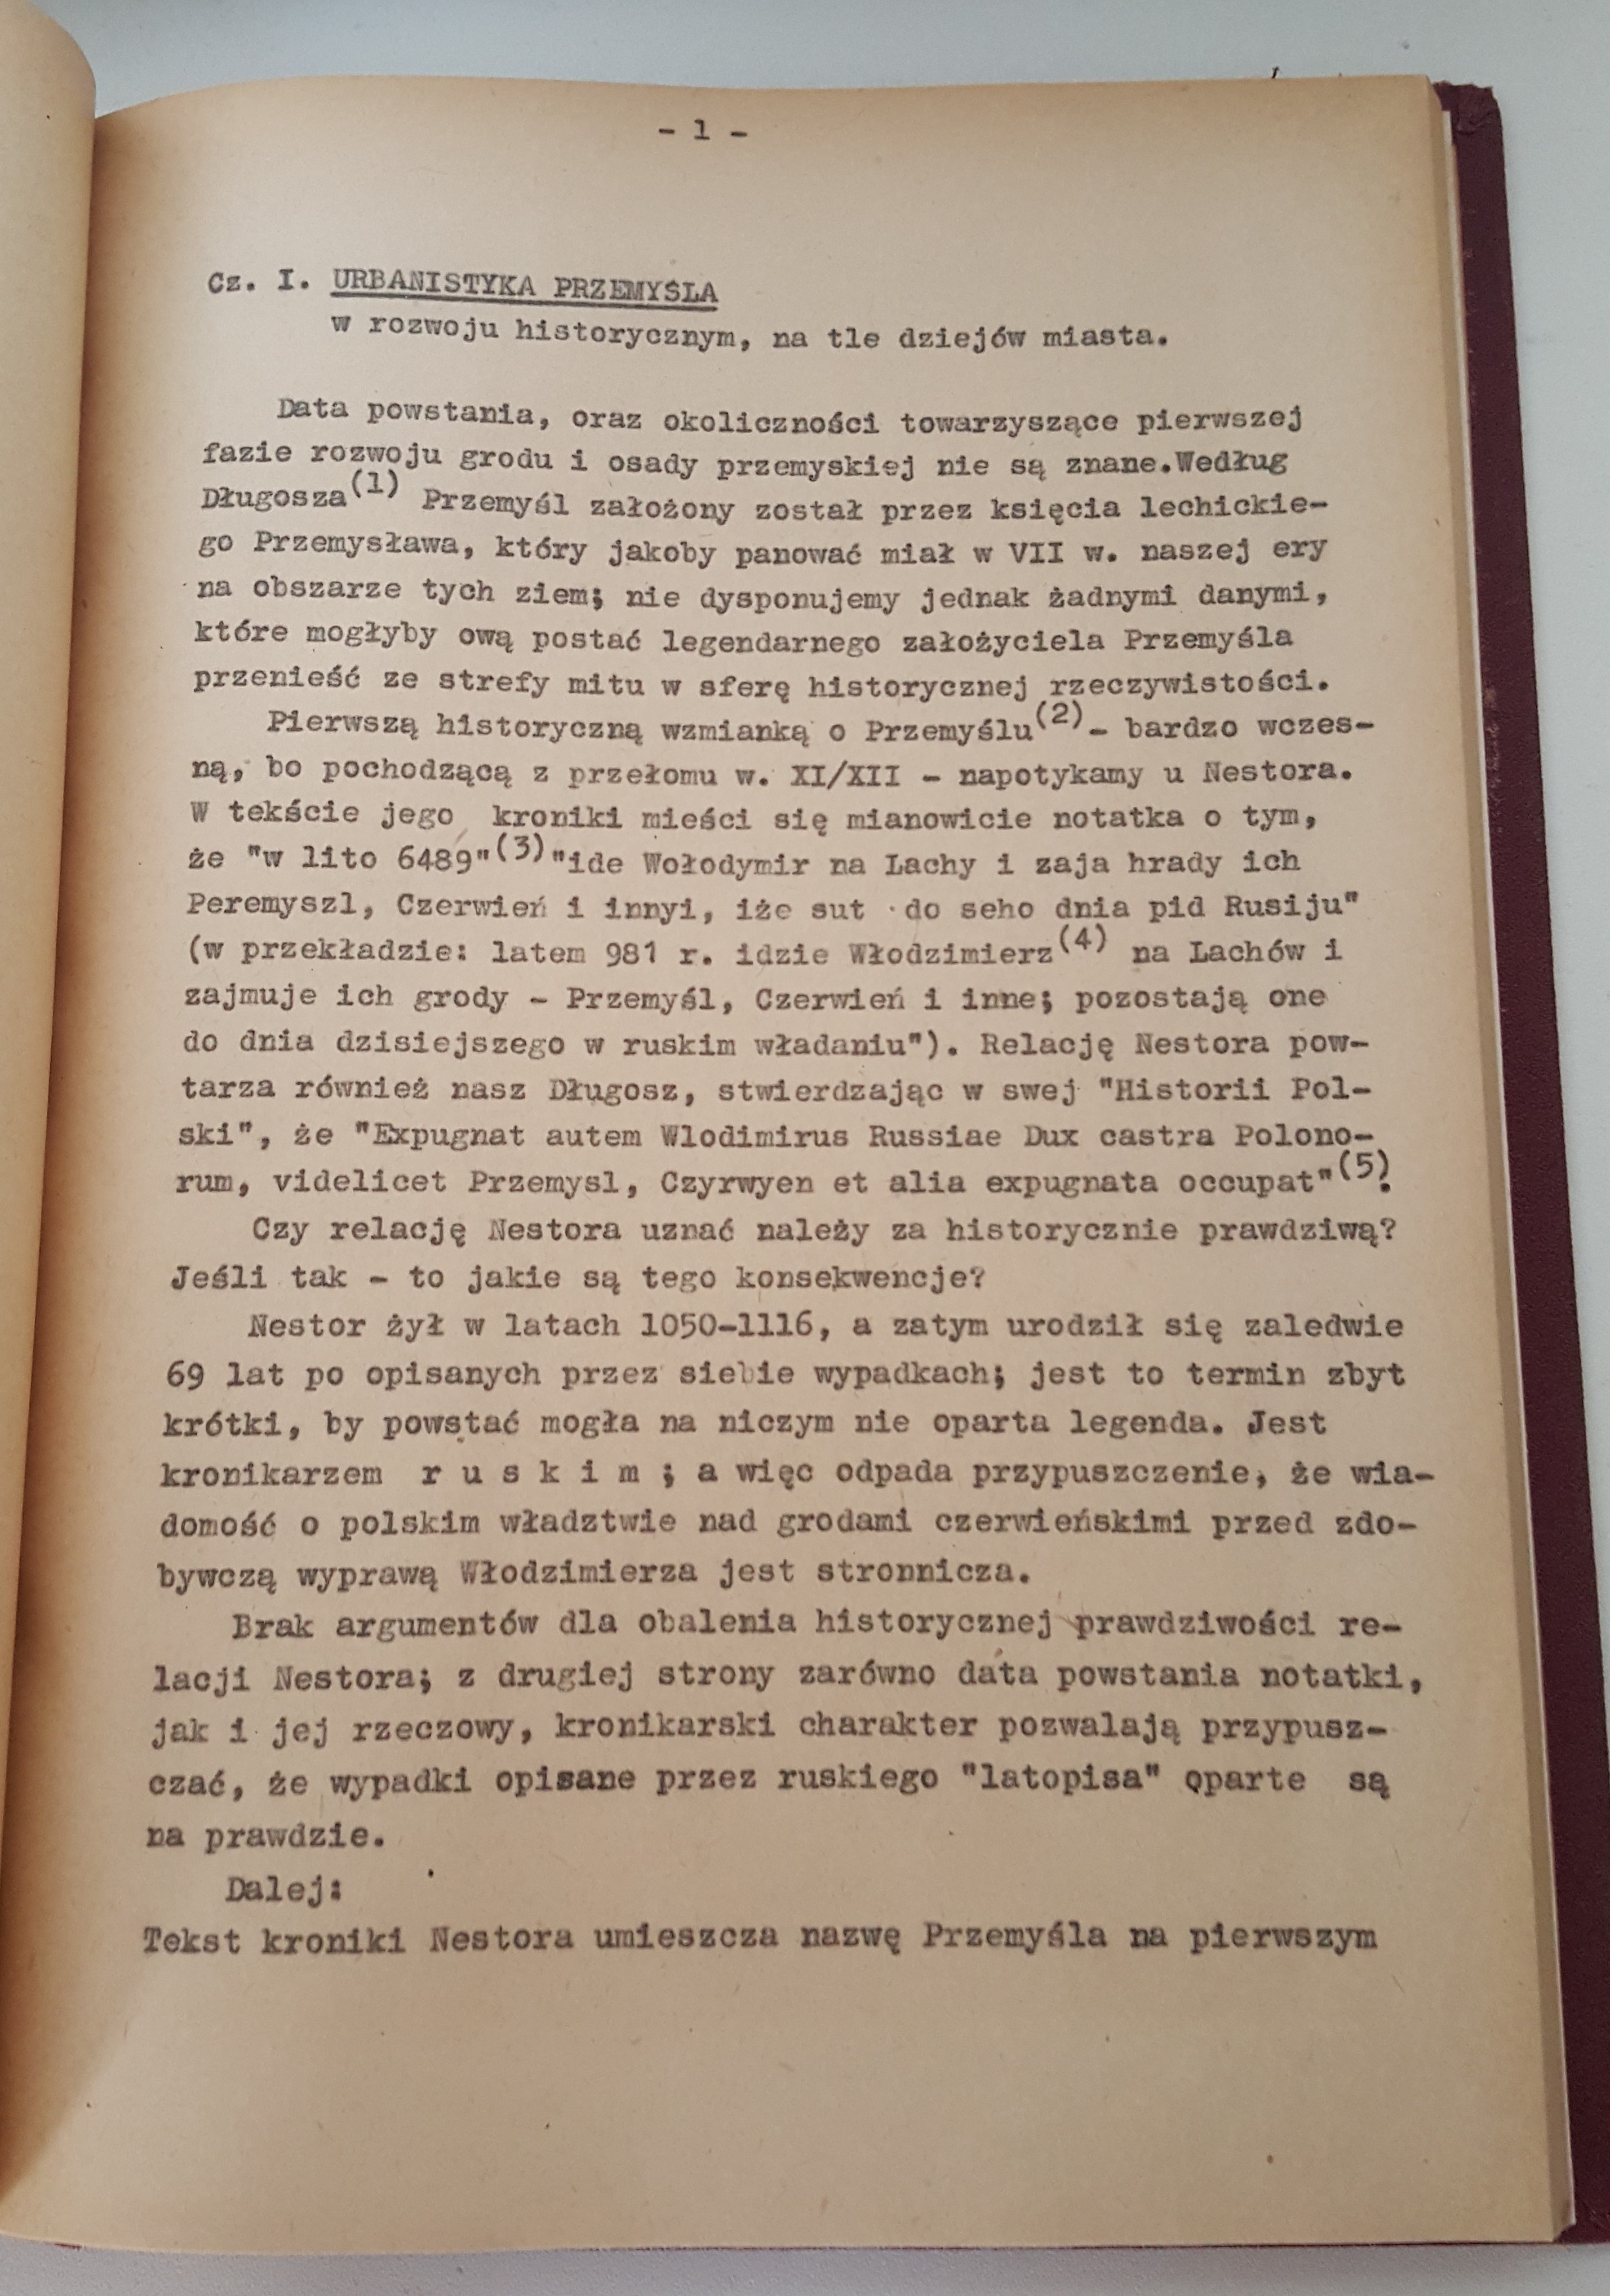 - 1 -
Cz. I. URBANISTYKA PRZEMYŚLA
w rozwoju historycznym, na tle dziejów miasta.
Data powstania, oraz okoliczności towarzyszące pierwszej
fazie rozwoju grodu i osady przemyskiej nie są znane.Według
Długosza(1) Przemyśl założony został przez księcia lechickie-
go Przemysława, który jakoby panować miał w VII w. naszej ery
na obszarze tych ziem; nie dysponujemy jednak żadnymi danymi,
które mogłyby ową postać legendarnego założyciela Przemyśla
przenieść ze strefy mitu w sferę historycznej rzeczywistości.
Pierwszą historyczną wzmianką o Przemyślu(2)- bardzo wczes-
ną, bo pochodzącą z przełomu w. XI/XII - napotykamy u Nestora.
W tekście jego kroniki mieści się mianowicie notatka o tym,
że "w lito 6489"(3)"ide Wołodymir na Lachy i zaja hrady ich
Peremyszl, Czerwień i innyi, iże sut do seho dnia pid Rusiju"
(w przekładzie: latem 981 r. idzie Włodzimierz(4) na Lachów i
zajmuje ich grody - Przemyśl, Czerwień i inne; pozostają one
do dnia dzisiejszego w ruskim władaniu"). Relację Nestora pow-
tarza również nasz Długosz, stwierdzając w swej "Historii Pol-
ski", że "Expugnat autem Wlodimirus Russiae Dux castra Polono-
rum, videlicet Przemysl, Czyrwyen et alia expugnata occupat"(5).
Czy relację Nestora uznać należy za historycznie prawdziwą?
Jeśli tak - to jakie są tego konsekwencje?
Nestor żył w latach 1050-1116, a zatym urodził się zaledwie
69 lat po opisanych przez siebie wypadkach; jest to termin zbyt
krótki, by powstać mogła na niczym nie oparta legenda. Jest
kronikarzem r u s k i m ; a więc odpada przypuszczenie, że wia-
domość o polskim władztwie nad grodami czerwieńskimi przed zdo-
bywczą wyprawą Włodzimierza jest stronnicza.
Brak argumentów dla obalenia historycznej prawdziwości re-
lacji Nestora; z drugiej strony zarówno data powstania notatki,
jak i jej rzeczowy, kronikarski charakter pozwalają przypusz-
czać, że wypadki opisane przez ruskiego "latopisa" oparte są
na prawdzie.
Dalej:
Tekst kroniki Nestora umieszcza nazwę Przemyśla na pierwszym